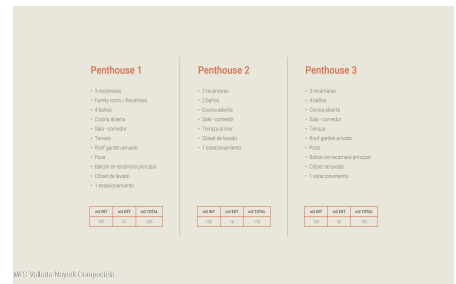 Penthouse 1
• 3 recámaras
• Family room / Recámara
• 4 baños
• Cocina abierta
• Sala - comedor
• Terraza
• Roof garden privado
• Poza
• Balcón en recámara principal
• Clóset de lavado
• 1 estacionamiento
m2 INT m2 EXT m2 TOTAL
Penthouse 2
• 2 recámaras
• 2 baños
• Cocina abierta
• Sala - comedor
• Terraza al mar
• Clóset de lavado
• 1 estacionamiento
m2 INT m2 EXT m2 TOTAL
Penthouse 3
• 3 recámaras
• 4 baños
• Cocina abierta
• Sala - comedor
• Terraza
• Roof garden privado
• Poza
• Balcón en recámara principal
• Clóset de lavado
• 1 estacionamiento
m2 INT m2 EXT m2 TOTAL
MLS Vallarta Nayarit Compostela